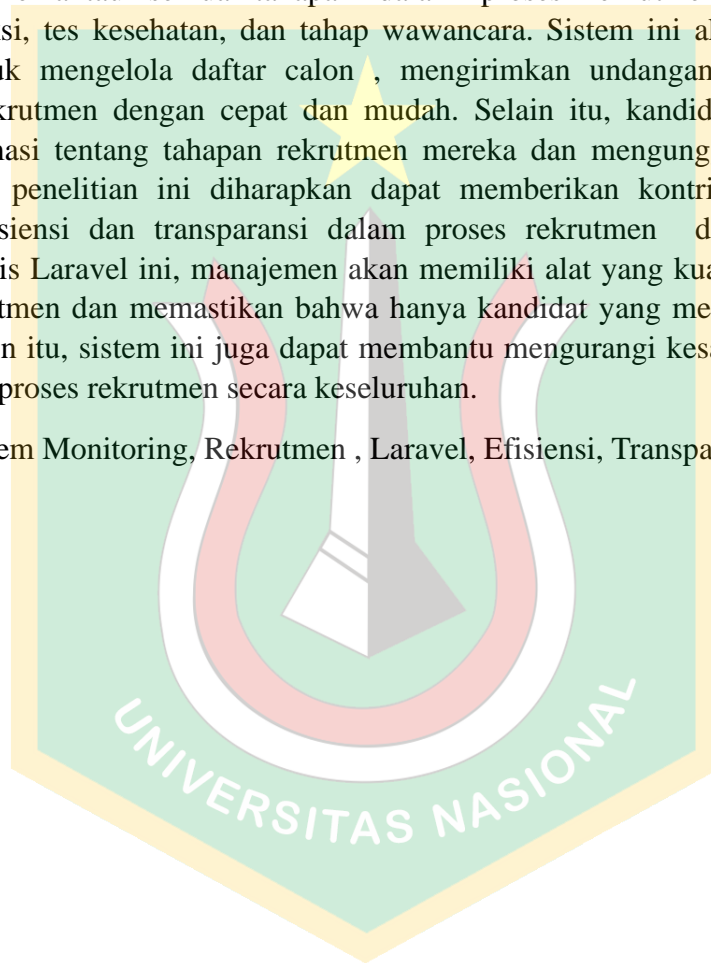 si, tes kesehatan, dan tahap wawancara. Sistem ini al
uk mengelola daftar calon , mengirimkan undangan
krutmen dengan cepat dan mudah. Selain itu, kandid
nasi tentang tahapan rekrutmen mereka dan mengung
penelitian ini diharapkan dapat memberikan kontri
siensi dan transparansi dalam proses rekrutmen d
is Laravel ini, manajemen akan memiliki alat yang kua
tmen dan memastikan bahwa hanya kandidat yang me
n itu, sistem ini juga dapat membantu mengurangi kesa
proses rekrutmen secara keseluruhan.
em Monitoring, Rekrutmen , Laravel, Efisiensi, Transpa
UNIVERSITAS NASIONAL